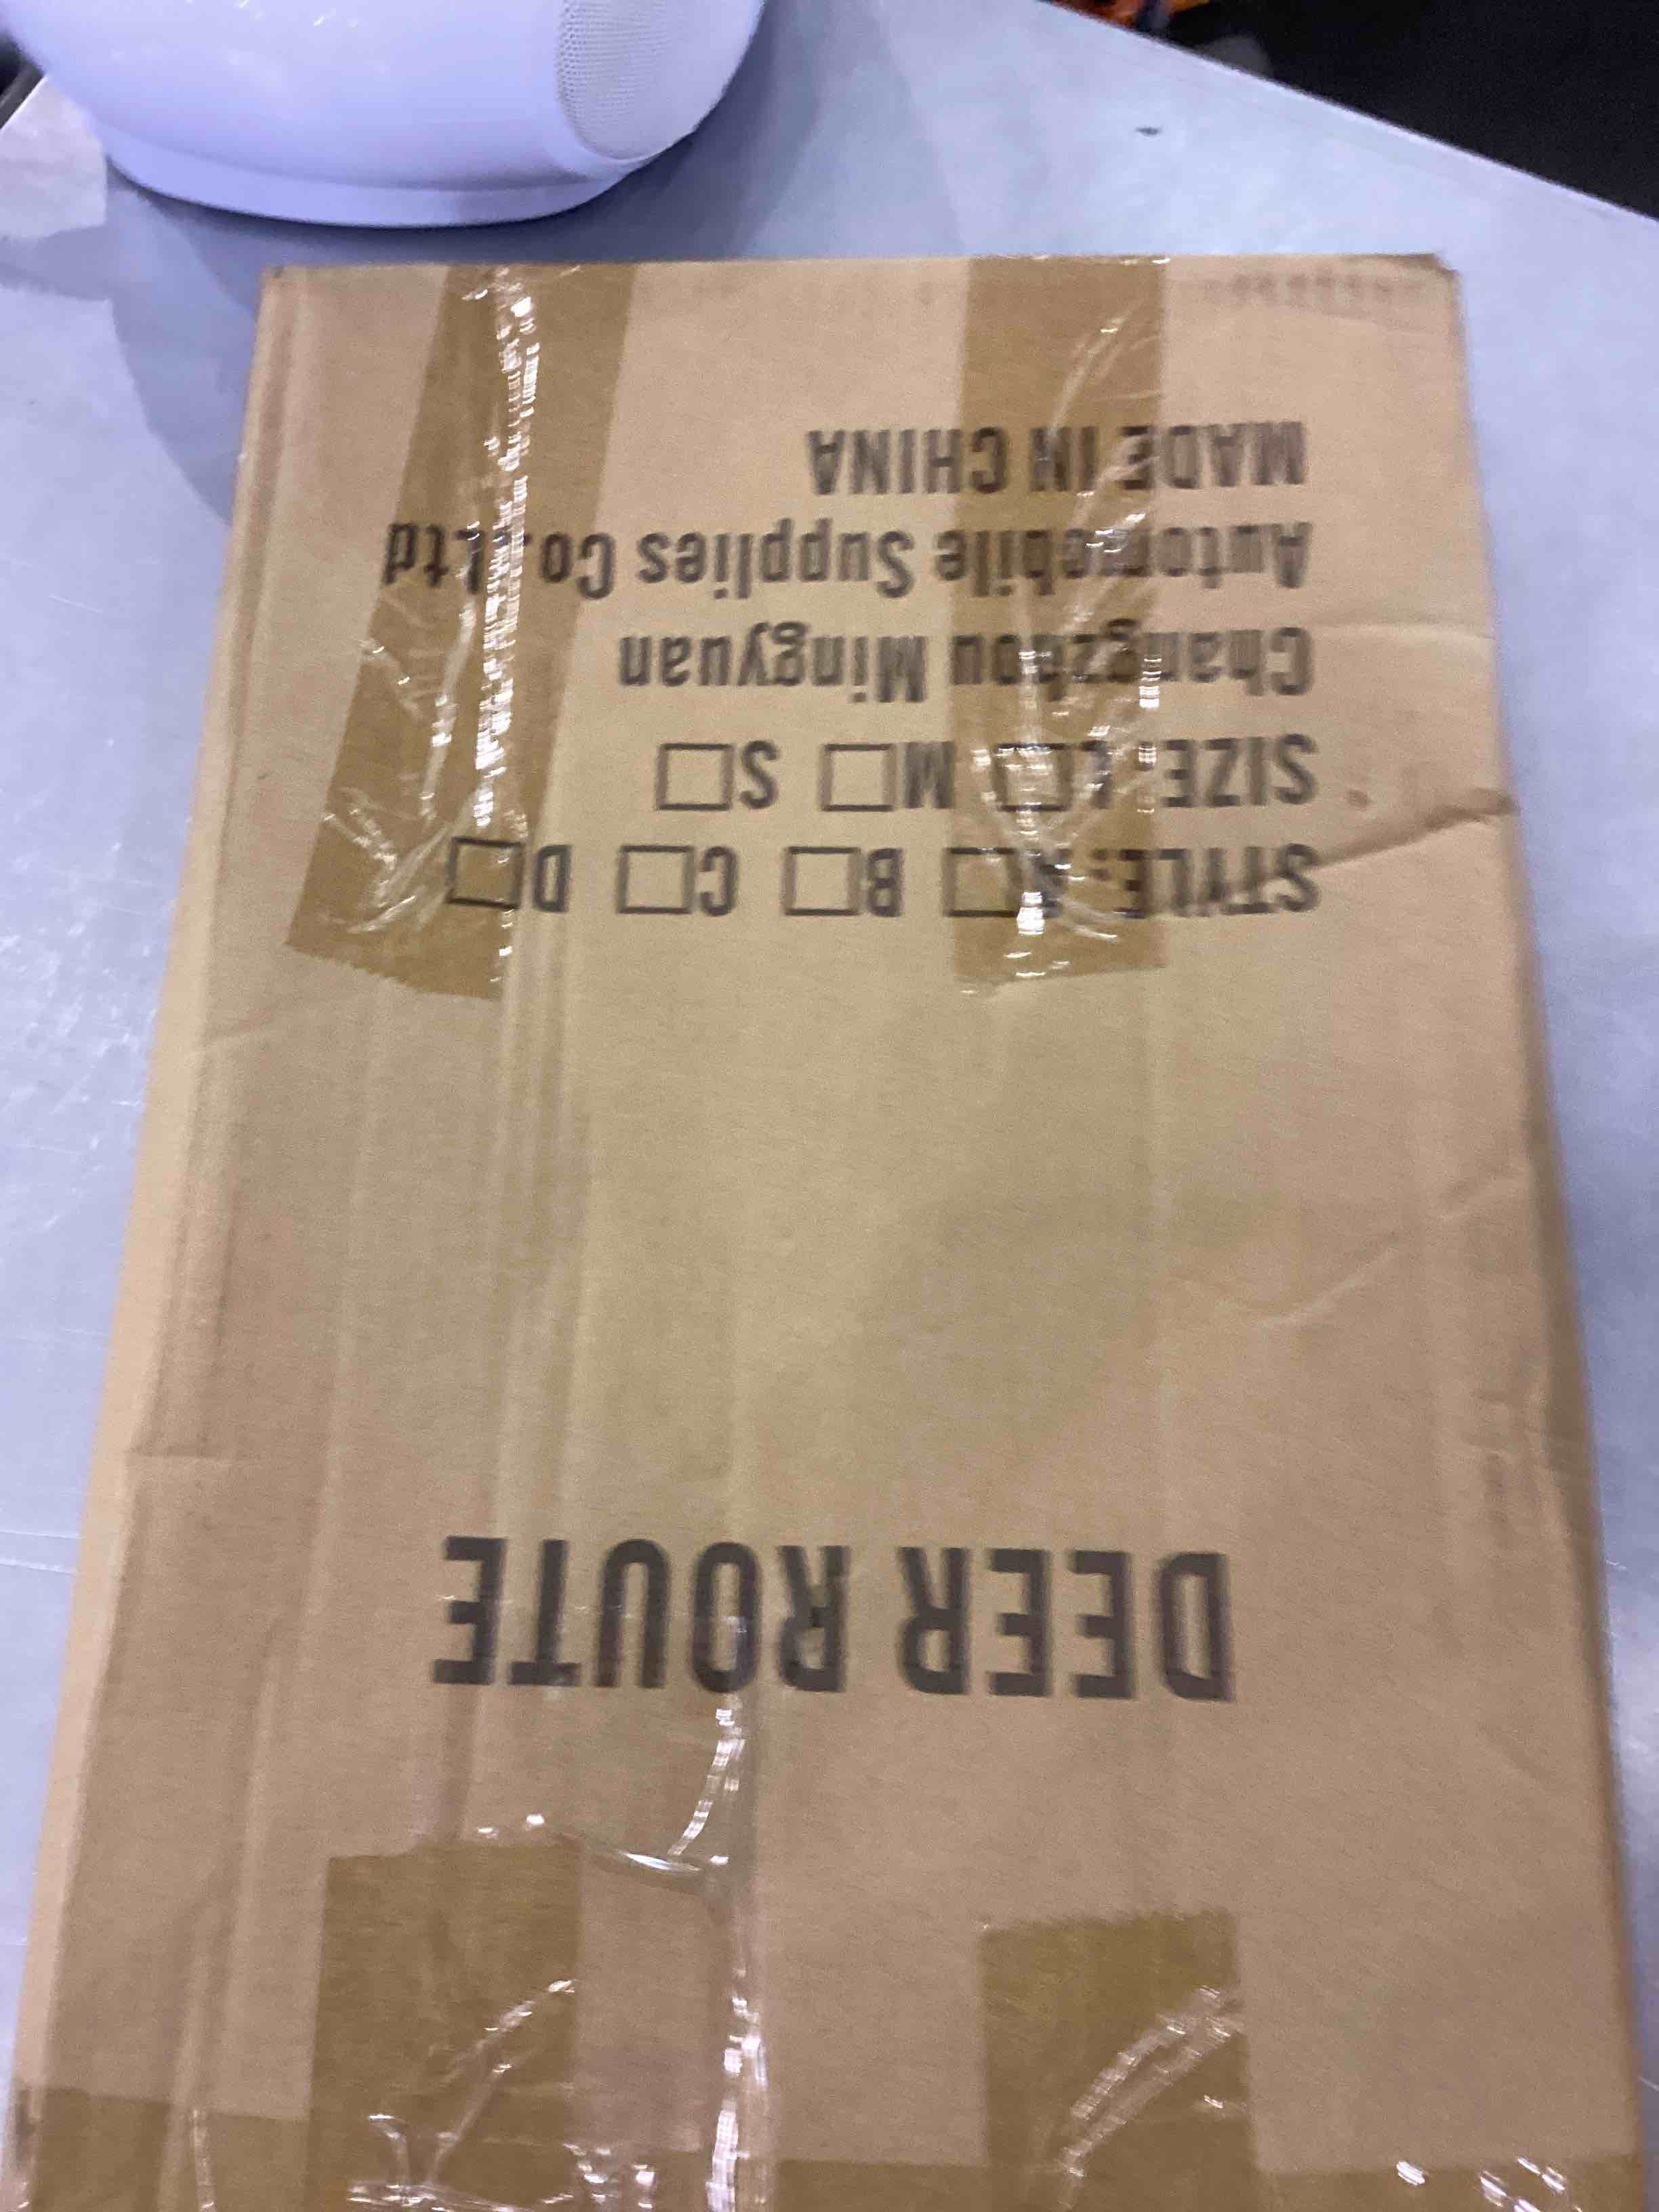 DEER ROUTE
STYLE: A□ B□ C□ D□
SIZE: L□ M□ S□
Changzhou Mingyuan
Automobile Supplies Co.Ltd
MADE IN CHINA